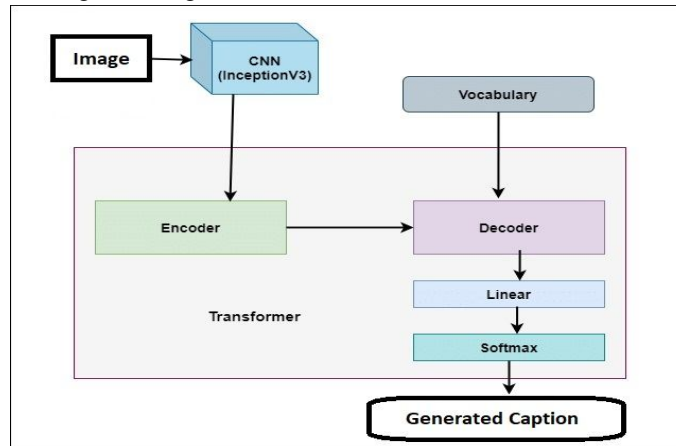 Image
CNN
(InceptionV3)
Vocabulary
Encoder
Decoder
Linear
Transformer
Softmax
Generated Caption